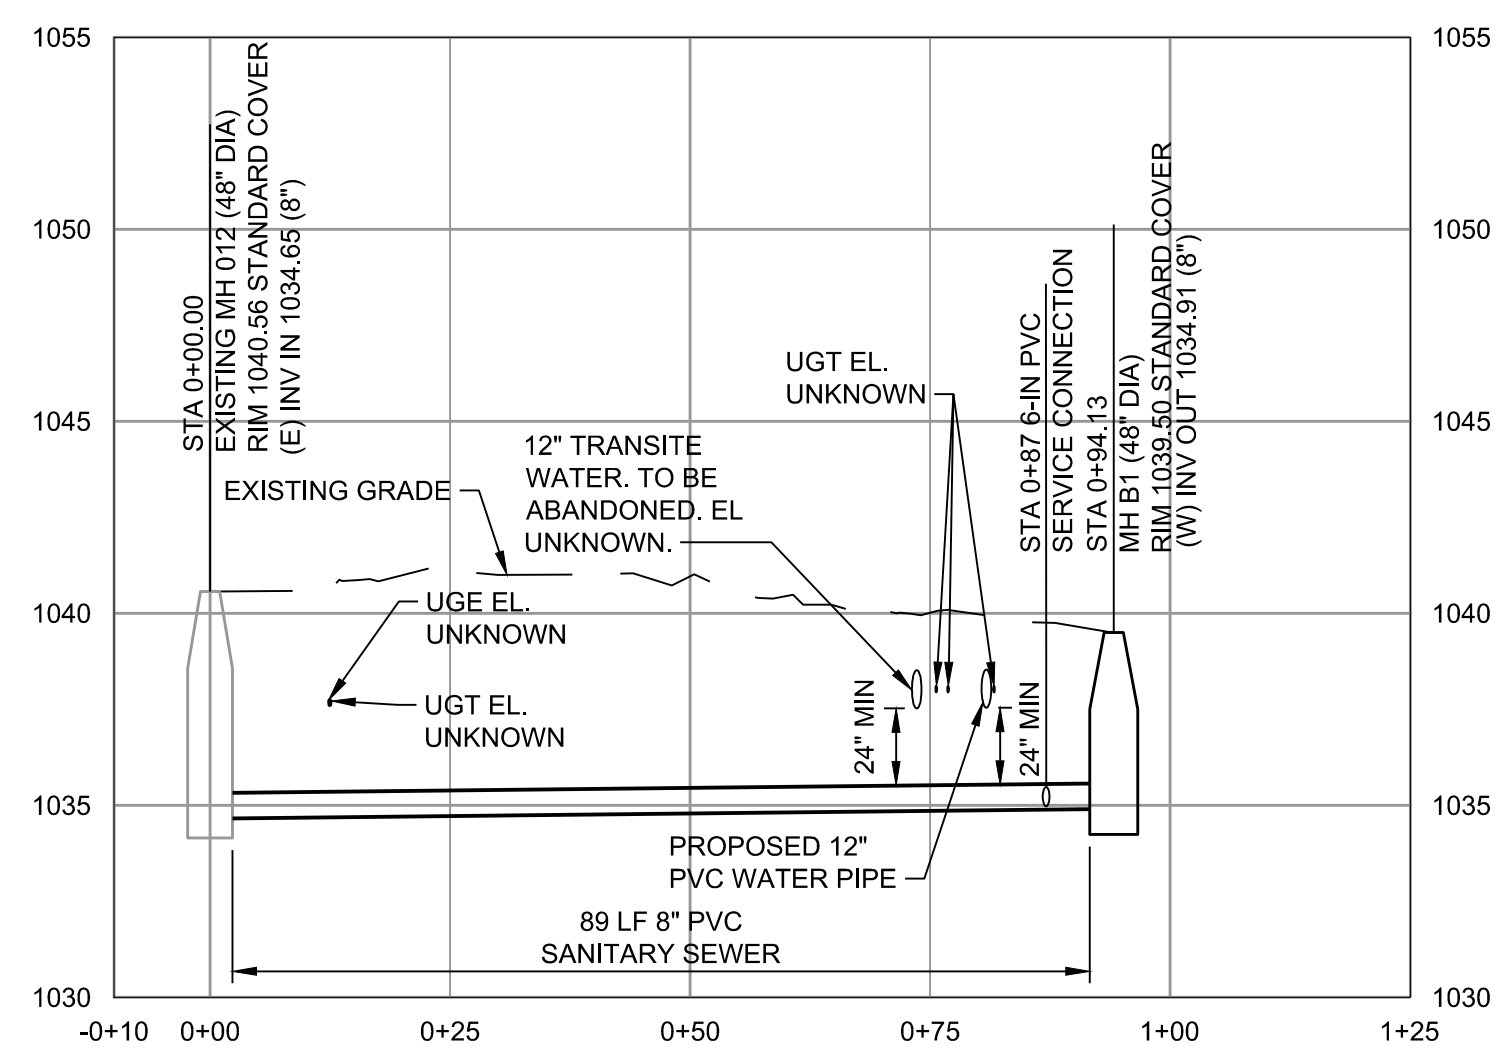 1055
1055
1050
1050
1045
1045
1040
1040
1035
1035
1030
1030
-0+10
0+00
0+25
0+50
0+75
1+00
1+25
STA 0+00.00
EXISTING MH 012 (48" DIA)
RIM 1040.56 STANDARD COVER
(E) INV IN 1034.65 (8")
EXISTING GRADE
12" TRANSITE
WATER. TO BE
ABANDONED. EL
UNKNOWN.
UGT EL.
UNKNOWN
UGE EL.
UNKNOWN
UGT EL.
UNKNOWN
24" MIN
24" MIN
STA 0+87 6-IN PVC
SERVICE CONNECTION
STA 0+94.13
MH B1 (48" DIA)
RIM 1039.50 STANDARD COVER
(W) INV OUT 1034.91 (8")
PROPOSED 12"
PVC WATER PIPE
89 LF 8" PVC
SANITARY SEWER